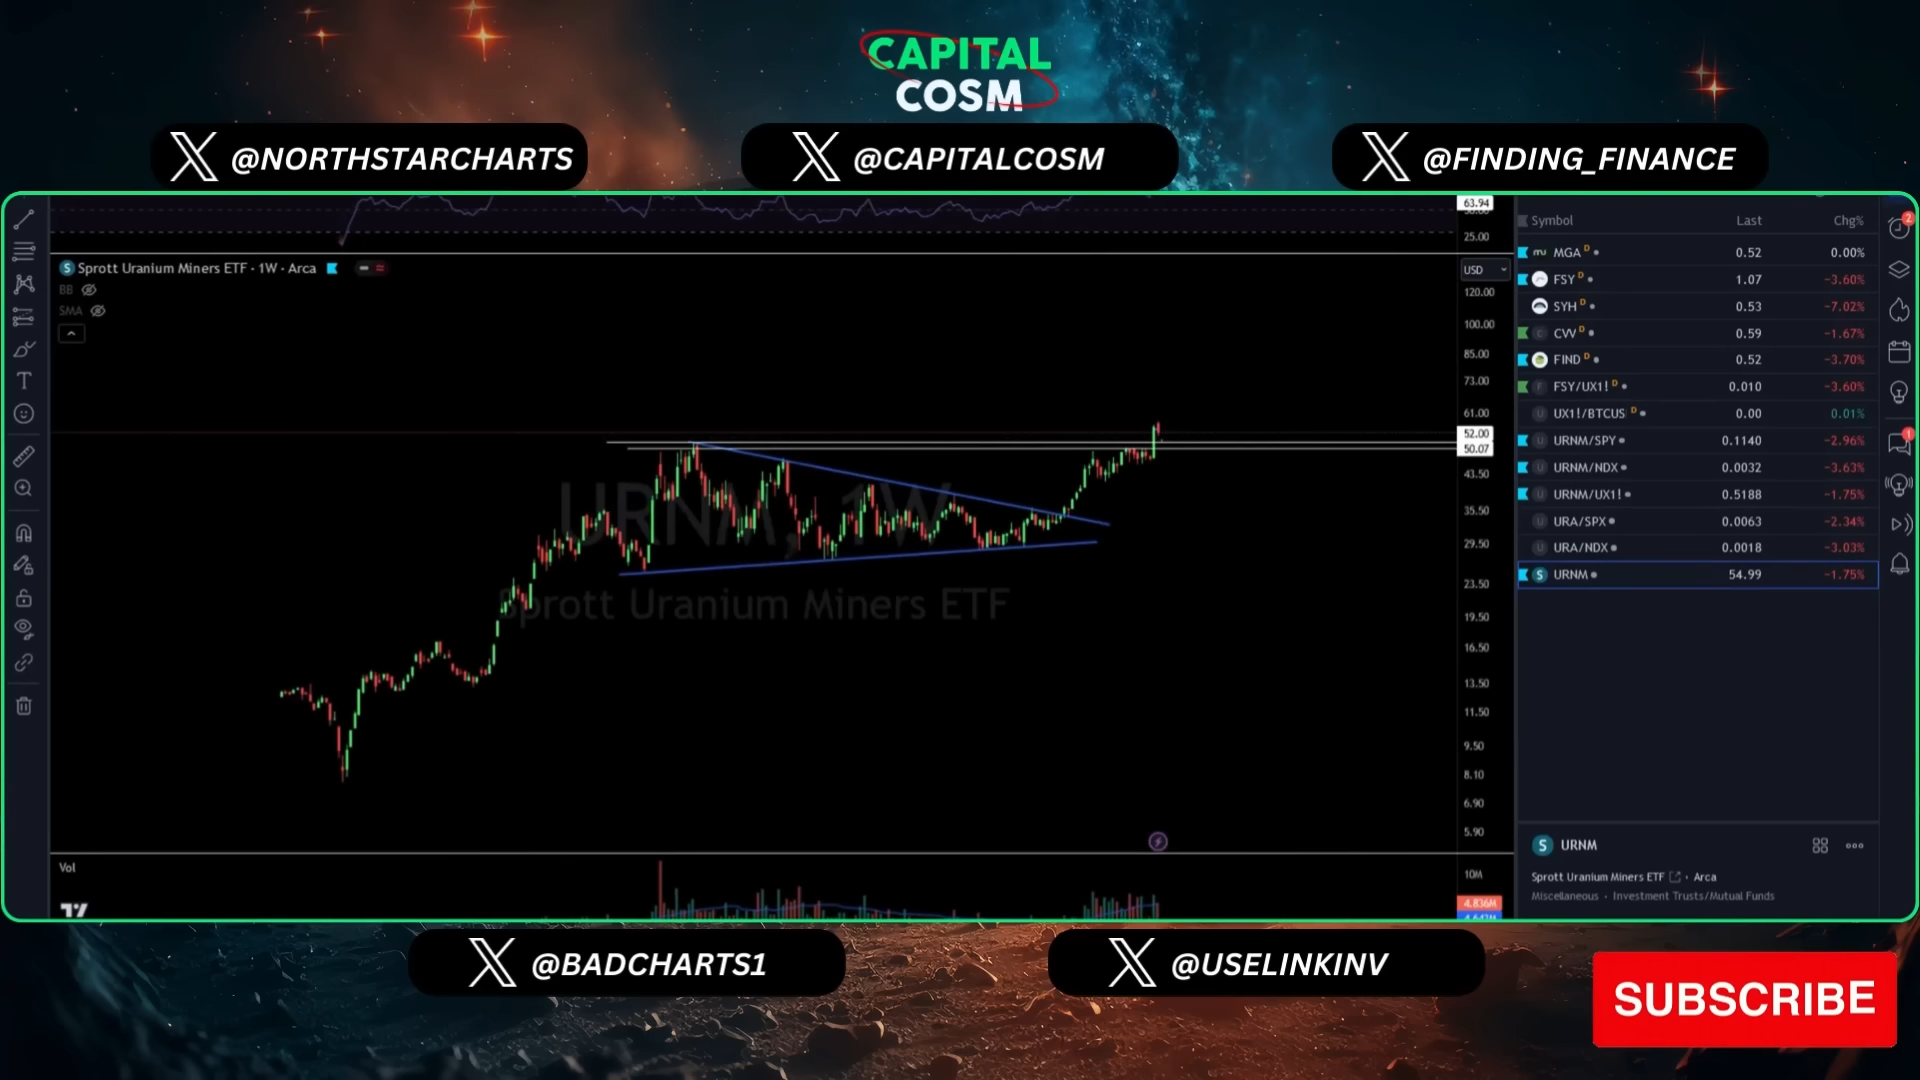 CAPITAL
COSM
@NORTHSTARCHARTS
@CAPITALCOSM
@FINDING_FINANCE
63.94
25.00
Sprott Uranium Miners ETF · 1W · Arca
BB
SMA
USD
120.00
100.00
85.00
73.00
61.00
52.00
50.07
43.50
35.50
29.50
23.50
19.50
16.50
13.50
11.50
9.50
8.10
6.90
5.90
URNM, 1W
Sprott Uranium Miners ETF
Vol
10M
4.836M
Symbol Last Chg%
MGA D 0.52 0.00%
FSY D 1.07 −3.60%
SYH D 0.53 −7.02%
CVV D 0.59 −1.67%
FIND D 0.52 −3.70%
FSY/UX1! D 0.010 −3.60%
UX1!/BTCUS D 0.00 0.01%
URNM/SPY 0.1140 −2.96%
URNM/NDX 0.0032 −3.63%
URNM/UX1! 0.5188 −1.75%
URA/SPX 0.0063 −2.34%
URA/NDX 0.0018 −3.03%
S URNM 54.99 −1.75%
2
1
S URNM
Sprott Uranium Miners ETF · Arca
Miscellaneous · Investment Trusts/Mutual Funds
@BADCHARTS1
@USELINKINV
SUBSCRIBE